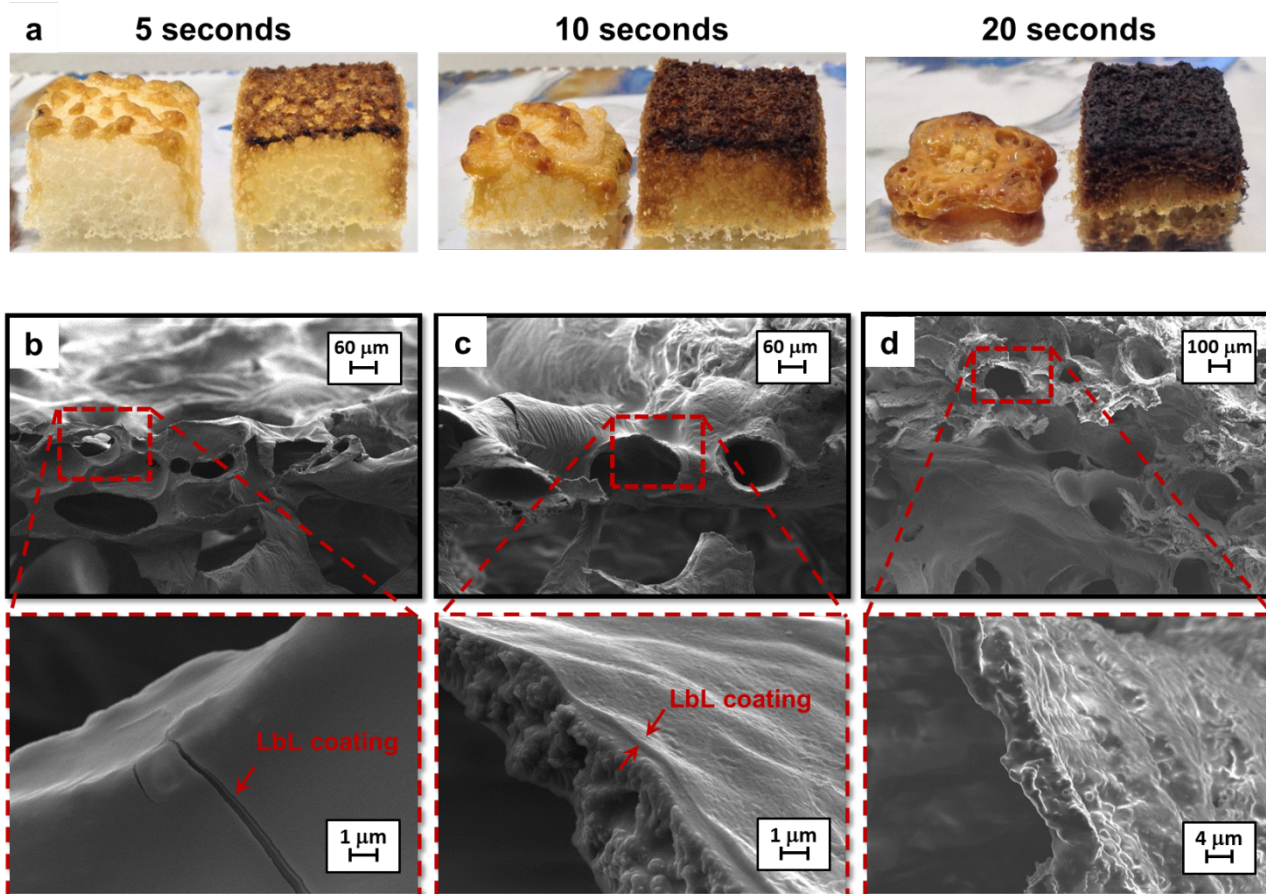 a
5 seconds
10 seconds
20 seconds
b
60 μm
c
60 μm
d
100 μm
LbL coating
1 μm
LbL coating
1 μm
4 μm